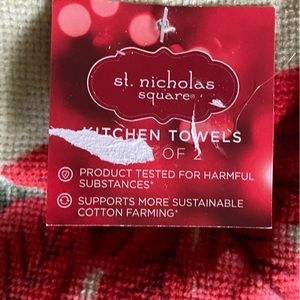 st. nicholas
square®
KITCHEN TOWELS
OF 2
PRODUCT TESTED FOR HARMFUL
SUBSTANCES*
SUPPORTS MORE SUSTAINABLE
COTTON FARMING*